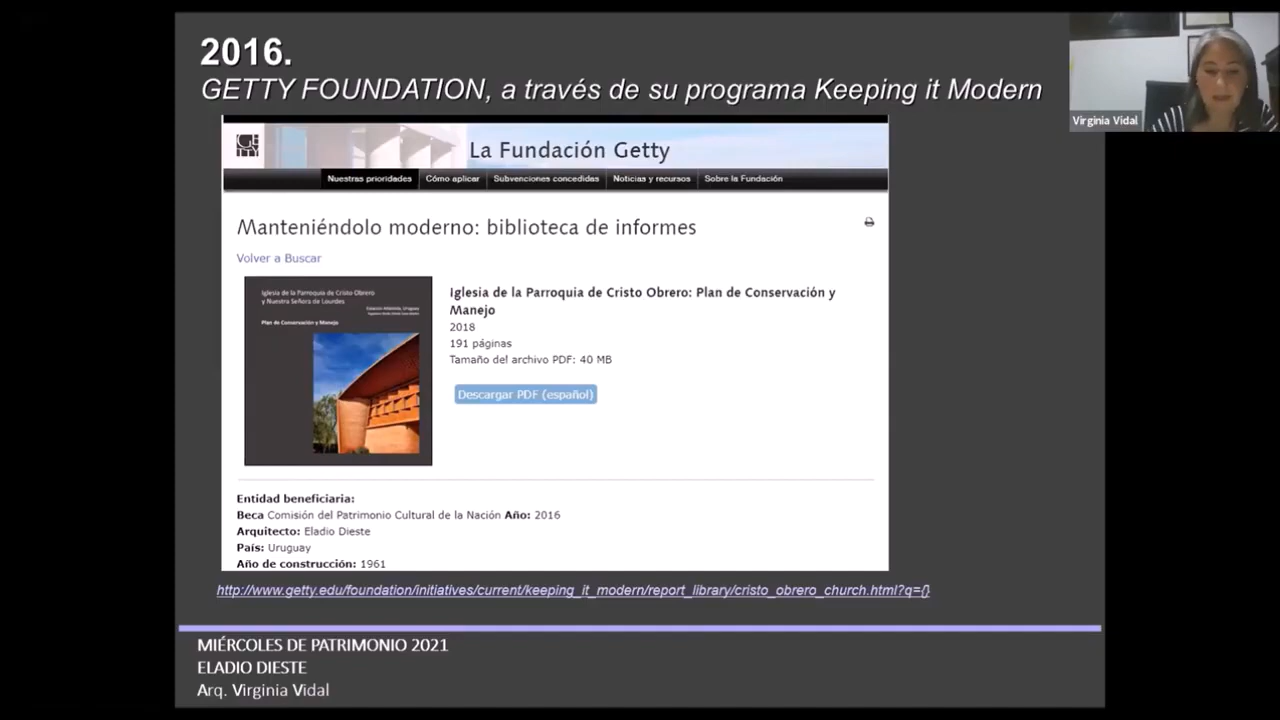 2016.
GETTY FOUNDATION, a través de su programa Keeping it Modern
Virginia Vidal
La Fundación Getty
Nuestras prioridades Cómo aplicar Subvenciones concedidas Noticias y recursos Sobre la Fundación
Manteniéndolo moderno: biblioteca de informes
Volver a Buscar
Iglesia de la Parroquia de Cristo Obrero
y Nuestra Señora de Lourdes
Plan de Conservación y Manejo
Iglesia de la Parroquia de Cristo Obrero: Plan de Conservación y
Manejo
2018
191 páginas
Tamaño del archivo PDF: 40 MB
Descargar PDF (español)
Entidad beneficiaria:
Beca Comisión del Patrimonio Cultural de la Nación Año: 2016
Arquitecto: Eladio Dieste
País: Uruguay
Año de construcción: 1961
http://www.getty.edu/foundation/initiatives/current/keeping_it_modern/report_library/cristo_obrero_church.html?q={}
MIÉRCOLES DE PATRIMONIO 2021
ELADIO DIESTE
Arq. Virginia Vidal